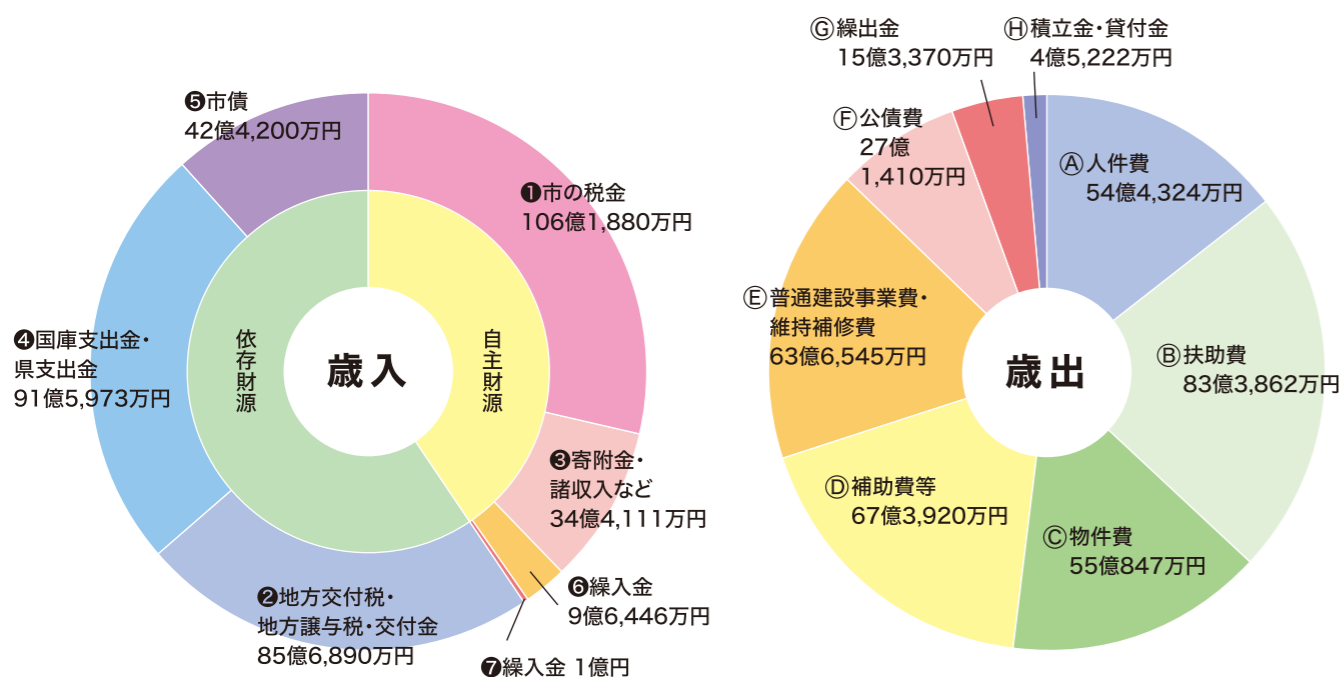 ❺市債
42億4,200万円
❶市の税金
106億1,880万円
❹国庫支出金・
県支出金
91億5,973万円
依存財源
歳入
自主財源
❸寄附金・
諸収入など
34億4,111万円
❷地方交付税・
地方譲与税・交付金
85億6,890万円
❻繰入金
9億6,446万円
❼繰入金 1億円
Ⓖ繰出金
15億3,370万円
Ⓗ積立金・貸付金
4億5,222万円
Ⓕ公債費
27億
1,410万円
Ⓐ人件費
54億4,324万円
Ⓔ普通建設事業費・
維持補修費
63億6,545万円
歳出
Ⓑ扶助費
83億3,862万円
Ⓓ補助費等
67億3,920万円
Ⓒ物件費
55億847万円